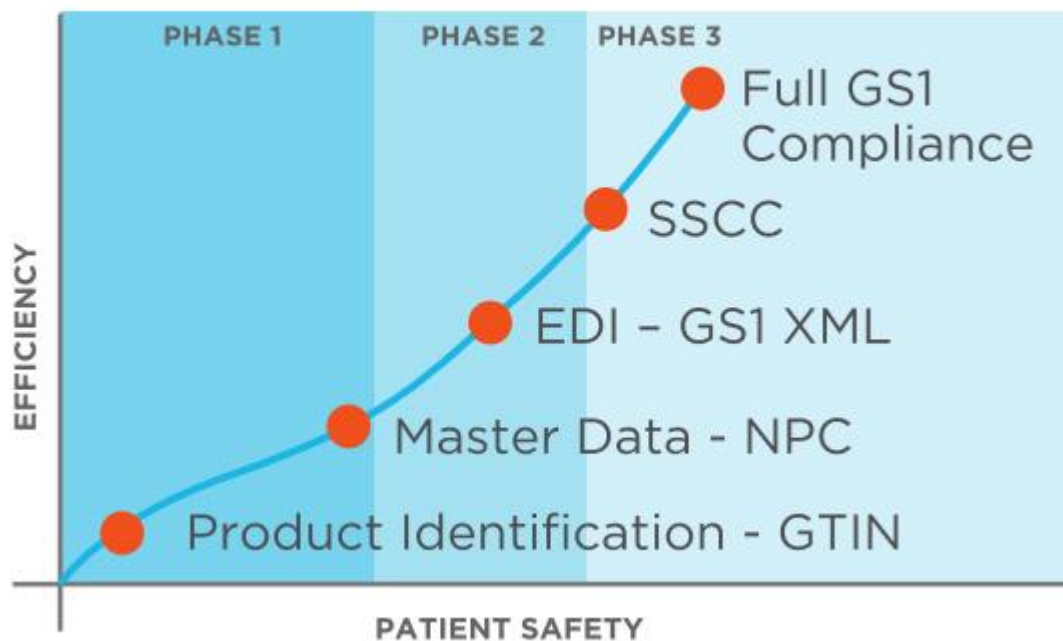 PHASE 1
PHASE 2
PHASE 3
Full GS1
Compliance
SSCC
EDI – GS1 XML
Master Data - NPC
Product Identification - GTIN
EFFICIENCY
PATIENT SAFETY